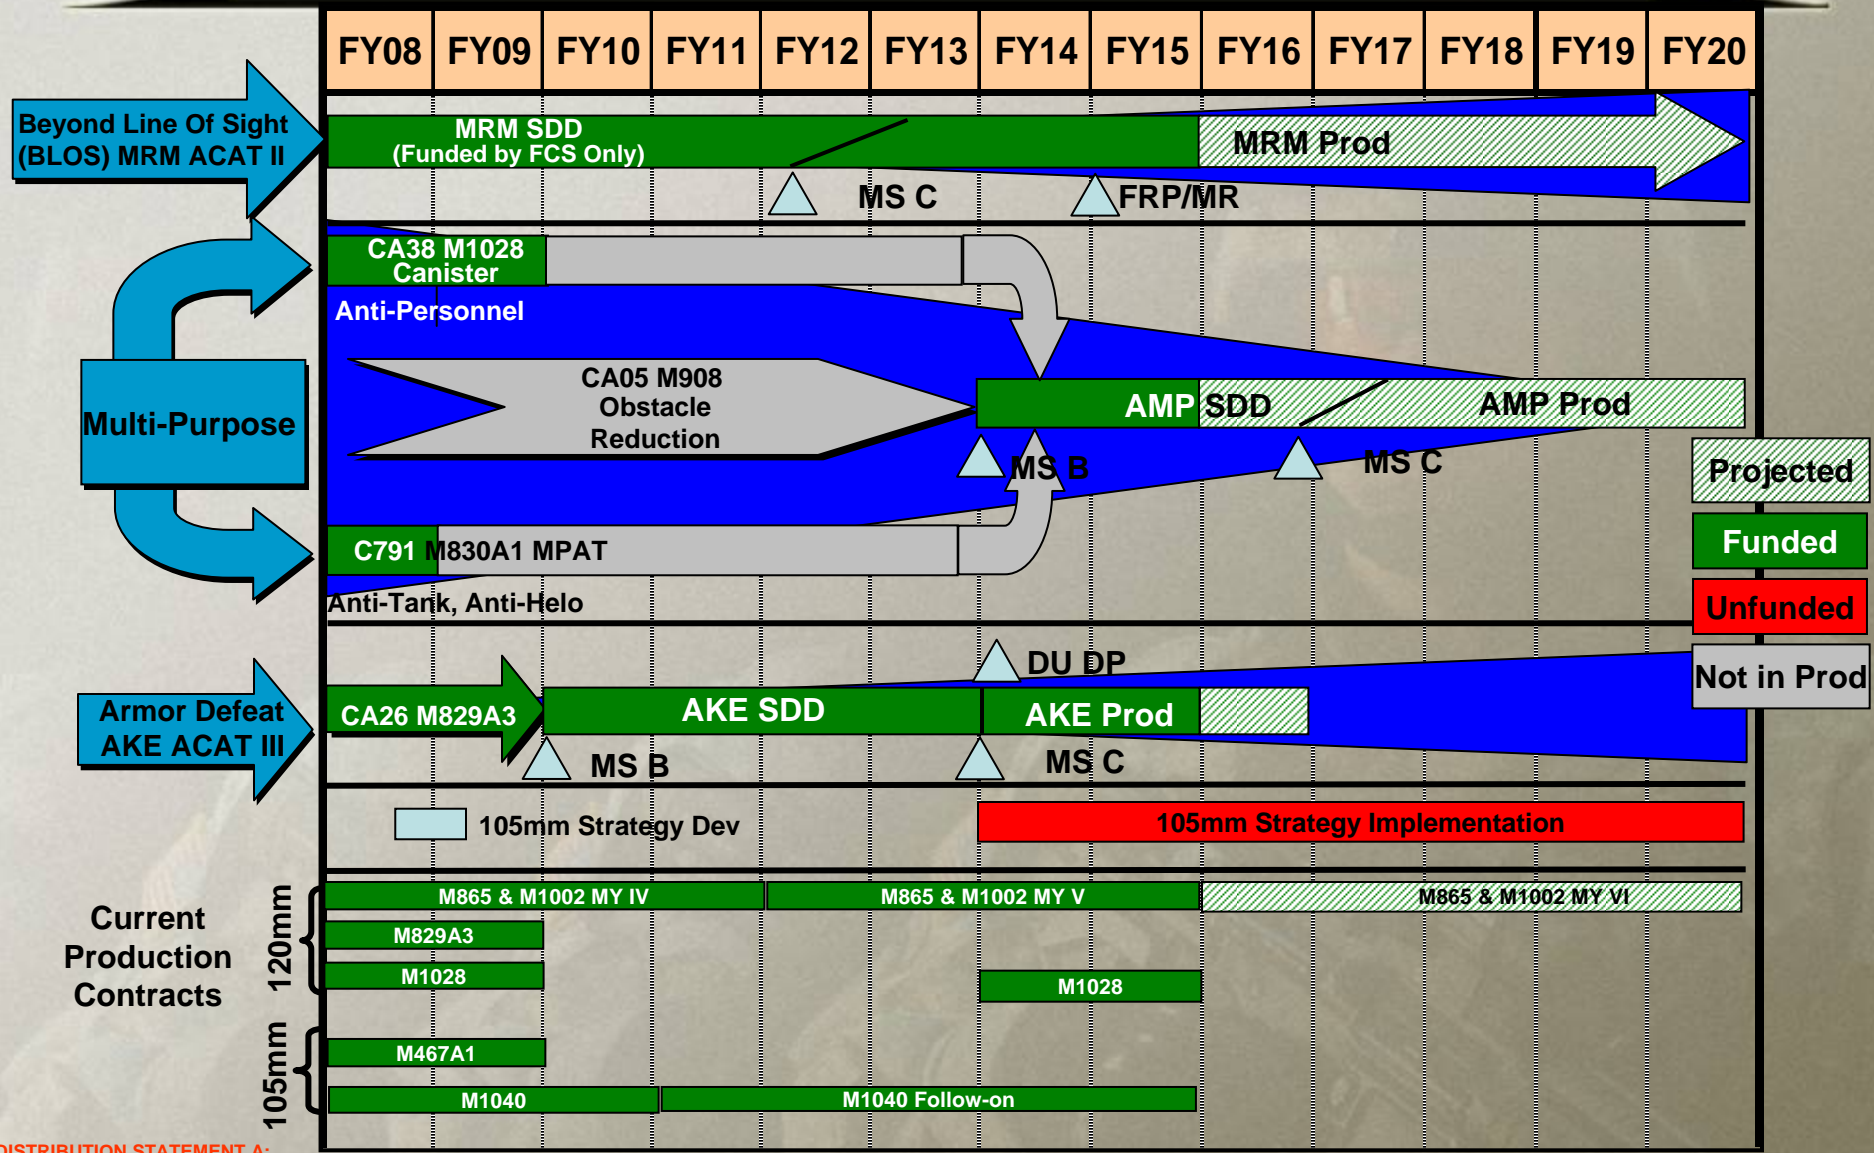 FY08 FY09 FY10 FY11 FY12 FY13 FY14 FY15 FY16 FY17 FY18 FY19 FY20
Beyond Line Of Sight
(BLOS) MRM ACAT II
MRM SDD
(Funded by FCS Only)
MRM Prod
MS C
FRP/MR
CA38 M1028
Canister
Anti-Personnel
Multi-Purpose
CA05 M908
Obstacle
Reduction
AMP SDD
AMP Prod
MS B
MS C
C791 M830A1 MPAT
Anti-Tank, Anti-Helo
Projected
Funded
Unfunded
Not in Prod
Armor Defeat
AKE ACAT III
CA26 M829A3
AKE SDD
AKE Prod
DU DP
MS B
MS C
105mm Strategy Dev
105mm Strategy Implementation
Current
Production
Contracts
120mm
M865 & M1002 MY IV
M865 & M1002 MY V
M865 & M1002 MY VI
M829A3
M1028
M1028
105mm
M467A1
M1040
M1040 Follow-on
DISTRIBUTION STATEMENT A: